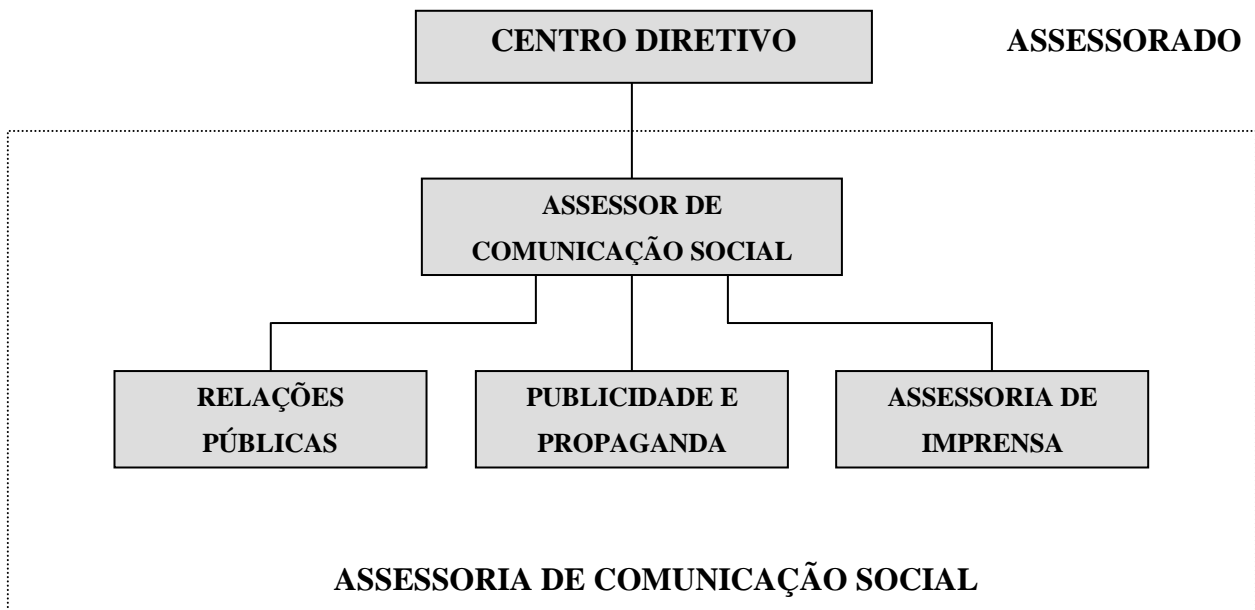 CENTRO DIRETIVO
ASSESSORADO
ASSESSOR DE
COMUNICAÇÃO SOCIAL
RELAÇÕES
PÚBLICAS
PUBLICIDADE E
PROPAGANDA
ASSESSORIA DE
IMPRENSA
ASSESSORIA DE COMUNICAÇÃO SOCIAL